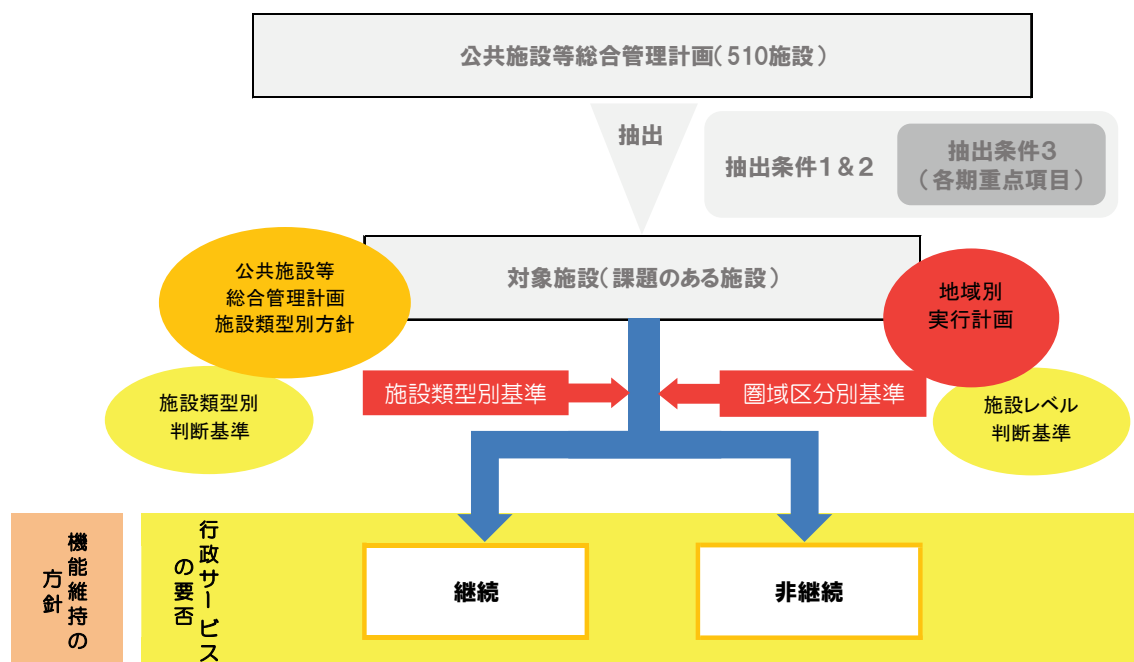 公共施設等総合管理計画(510施設)
抽出
抽出条件1&2
抽出条件3
(各期重点項目)
公共施設等
総合管理計画
施設類型別方針
対象施設(課題のある施設)
地域別
実行計画
施設類型別基準
圏域区分別基準
施設類型別
判断基準
施設レベル
判断基準
機能維持の
方針
行政サービス
の要否
継続
非継続